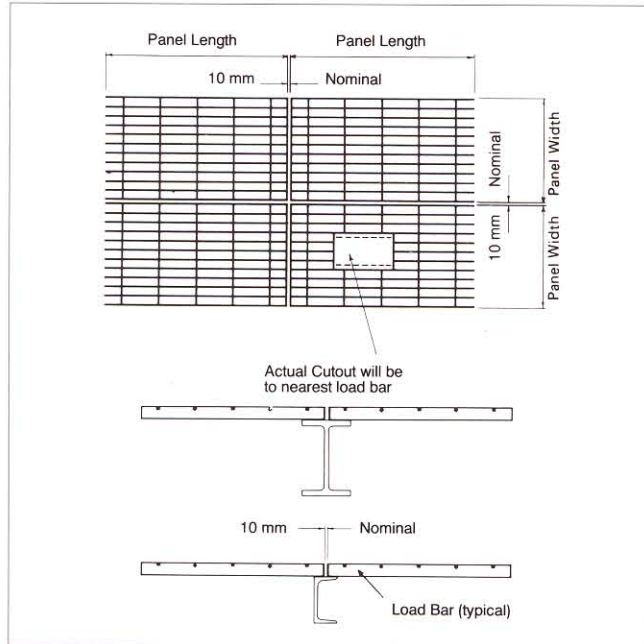 Panel Length
Panel Length
10 mm
Nominal
Panel Width
Nominal
10 mm
Panel Width
Actual Cutout will be
to nearest load bar
10 mm
Nominal
Load Bar (typical)